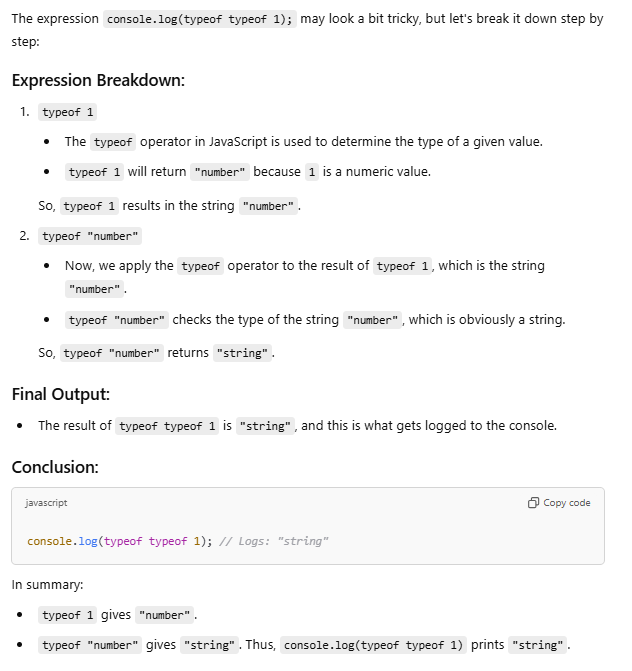 The expression console.log(typeof typeof 1); may look a bit tricky, but let's break it down step by
step:
Expression Breakdown:
1. typeof 1
• The typeof operator in JavaScript is used to determine the type of a given value.
• typeof 1 will return "number" because 1 is a numeric value.
So, typeof 1 results in the string "number".
2. typeof "number"
• Now, we apply the typeof operator to the result of typeof 1, which is the string
"number".
• typeof "number" checks the type of the string "number", which is obviously a string.
So, typeof "number" returns "string".
Final Output:
• The result of typeof typeof 1 is "string", and this is what gets logged to the console.
Conclusion:
javascript Copy code
console.log(typeof typeof 1); // Logs: "string"
In summary:
• typeof 1 gives "number".
• typeof "number" gives "string". Thus, console.log(typeof typeof 1) prints "string".